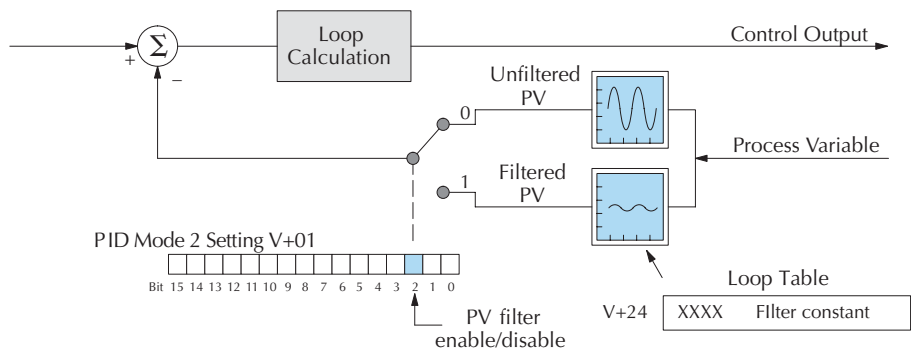 Loop
Calculation
Control Output
Σ
+
−
Unfiltered
PV
0
Process Variable
Filtered
PV
1
PID Mode 2 Setting V+01
Bit 15 14 13 12 11 10 9 8 7 6 5 4 3 2 1 0
PV filter
enable/disable
Loop Table
V+24 XXXX FIlter constant